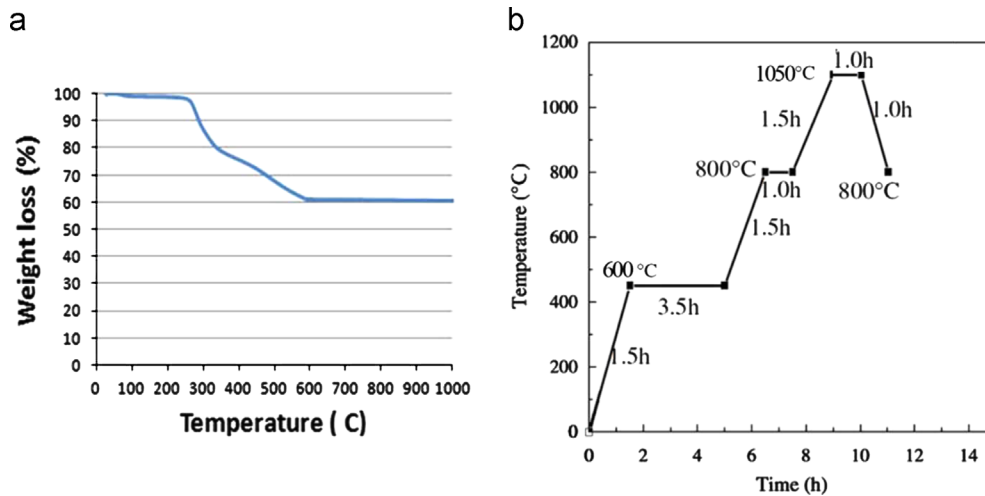 a
100
90
80
70
60
50
40
30
20
10
0
Weight loss (%)
0 100 200 300 400 500 600 700 800 900 1000
Temperature ( C)
b
1200
1000
800
600
400
200
0
Temperature (°C)
1.0h
1050°C
1.0h
1.5h
800°C
1.0h
800°C
1.5h
600 °C
3.5h
1.5h
0 2 4 6 8 10 12 14
Time (h)